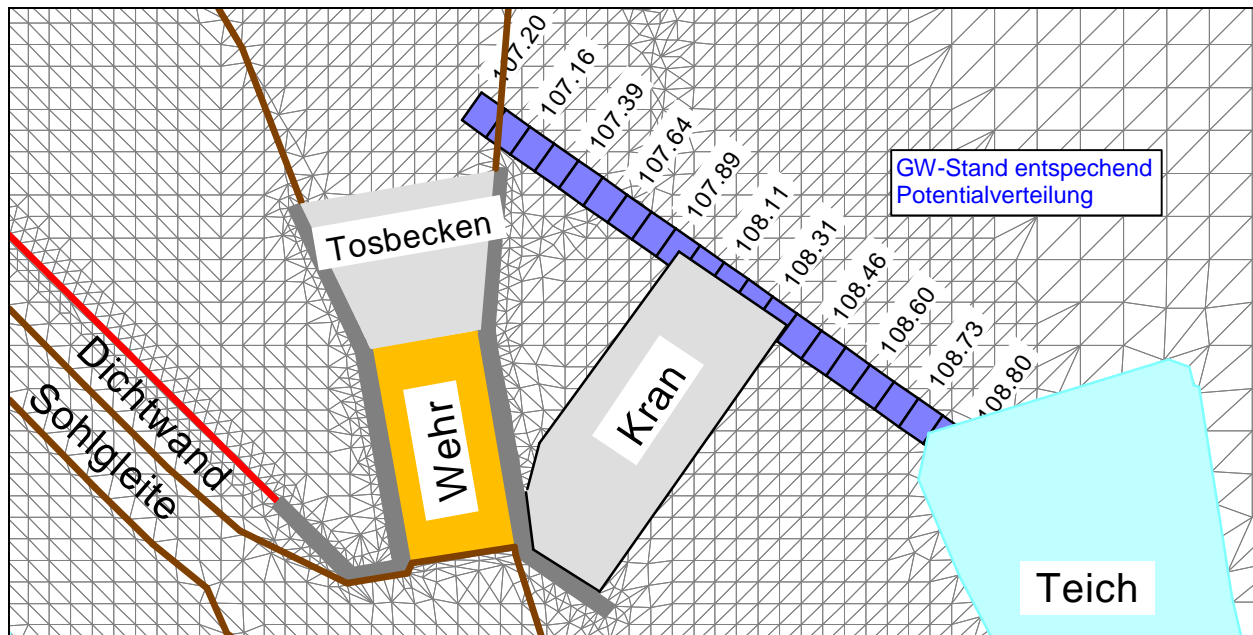 107.20
107.16
107.39
107.64
107.89
108.11
108.31
108.46
108.60
108.73
108.80
GW-Stand entspechend
Potentialverteilung
Tosbecken
Dichtwand
Sohlgleite
Wehr
Kran
Teich